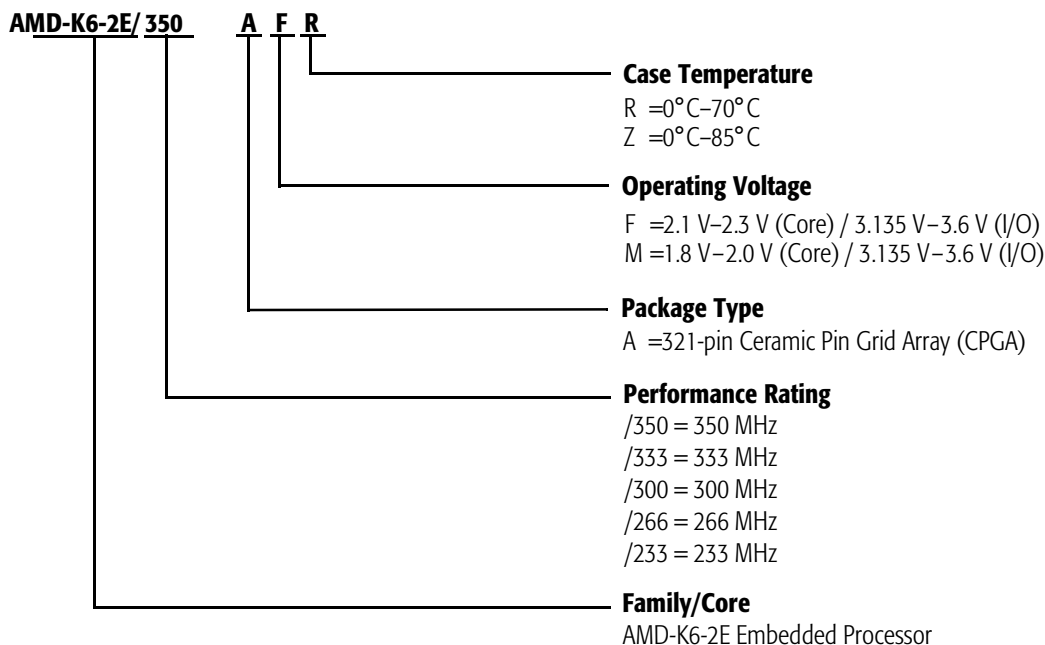 AMD-K6-2E/ 350 A F R
Case Temperature
R =0°C–70°C
Z =0°C–85°C
Operating Voltage
F =2.1 V–2.3 V (Core) / 3.135 V–3.6 V (I/O)
M =1.8 V–2.0 V (Core) / 3.135 V–3.6 V (I/O)
Package Type
A =321-pin Ceramic Pin Grid Array (CPGA)
Performance Rating
/350 = 350 MHz
/333 = 333 MHz
/300 = 300 MHz
/266 = 266 MHz
/233 = 233 MHz
Family/Core
AMD-K6-2E Embedded Processor